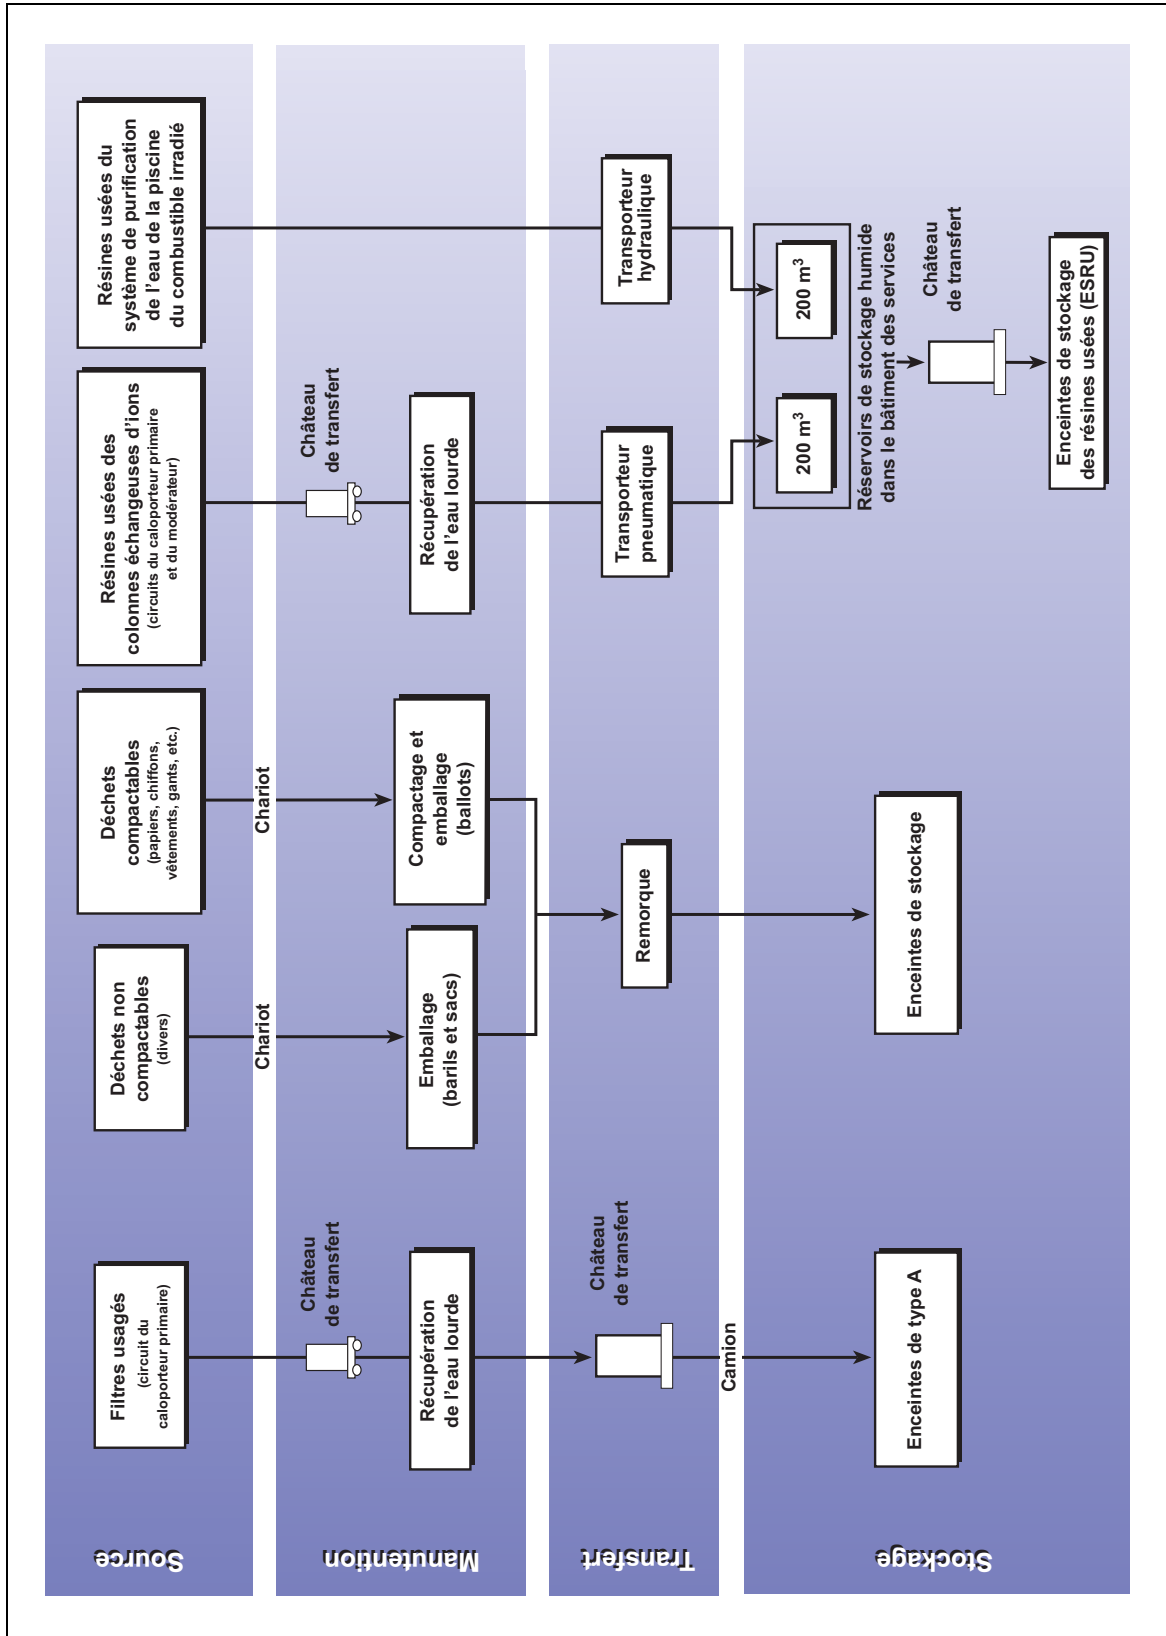 Source
Filtres usagés
(circuit du
caloporteur primaire)
Déchets non
compactables
(divers)
Déchets
compactables
(papiers, chiffons,
vêtements, gants, etc.)
Résines usées des
colonnes échangeuses d'ions
(circuits du caloporteur primaire
et du modérateur)
Résines usées du
système de purification
de l'eau de la piscine
du combustible irradié
Chariot
Chariot
Manutention
Château
de transfert
Château
de transfert
Récupération
de l'eau lourde
Emballage
(barils et sacs)
Compactage et
emballage
(ballots)
Récupération
de l'eau lourde
Transfert
Château
de transfert
Remorque
Transporteur
pneumatique
Transporteur
hydraulique
Camion
Stockage
200 m³
200 m³
Réservoirs de stockage humide
dans le bâtiment des services
Château
de transfert
Enceintes de type A
Enceintes de stockage
Enceintes de stockage
des résines usées (ESRU)